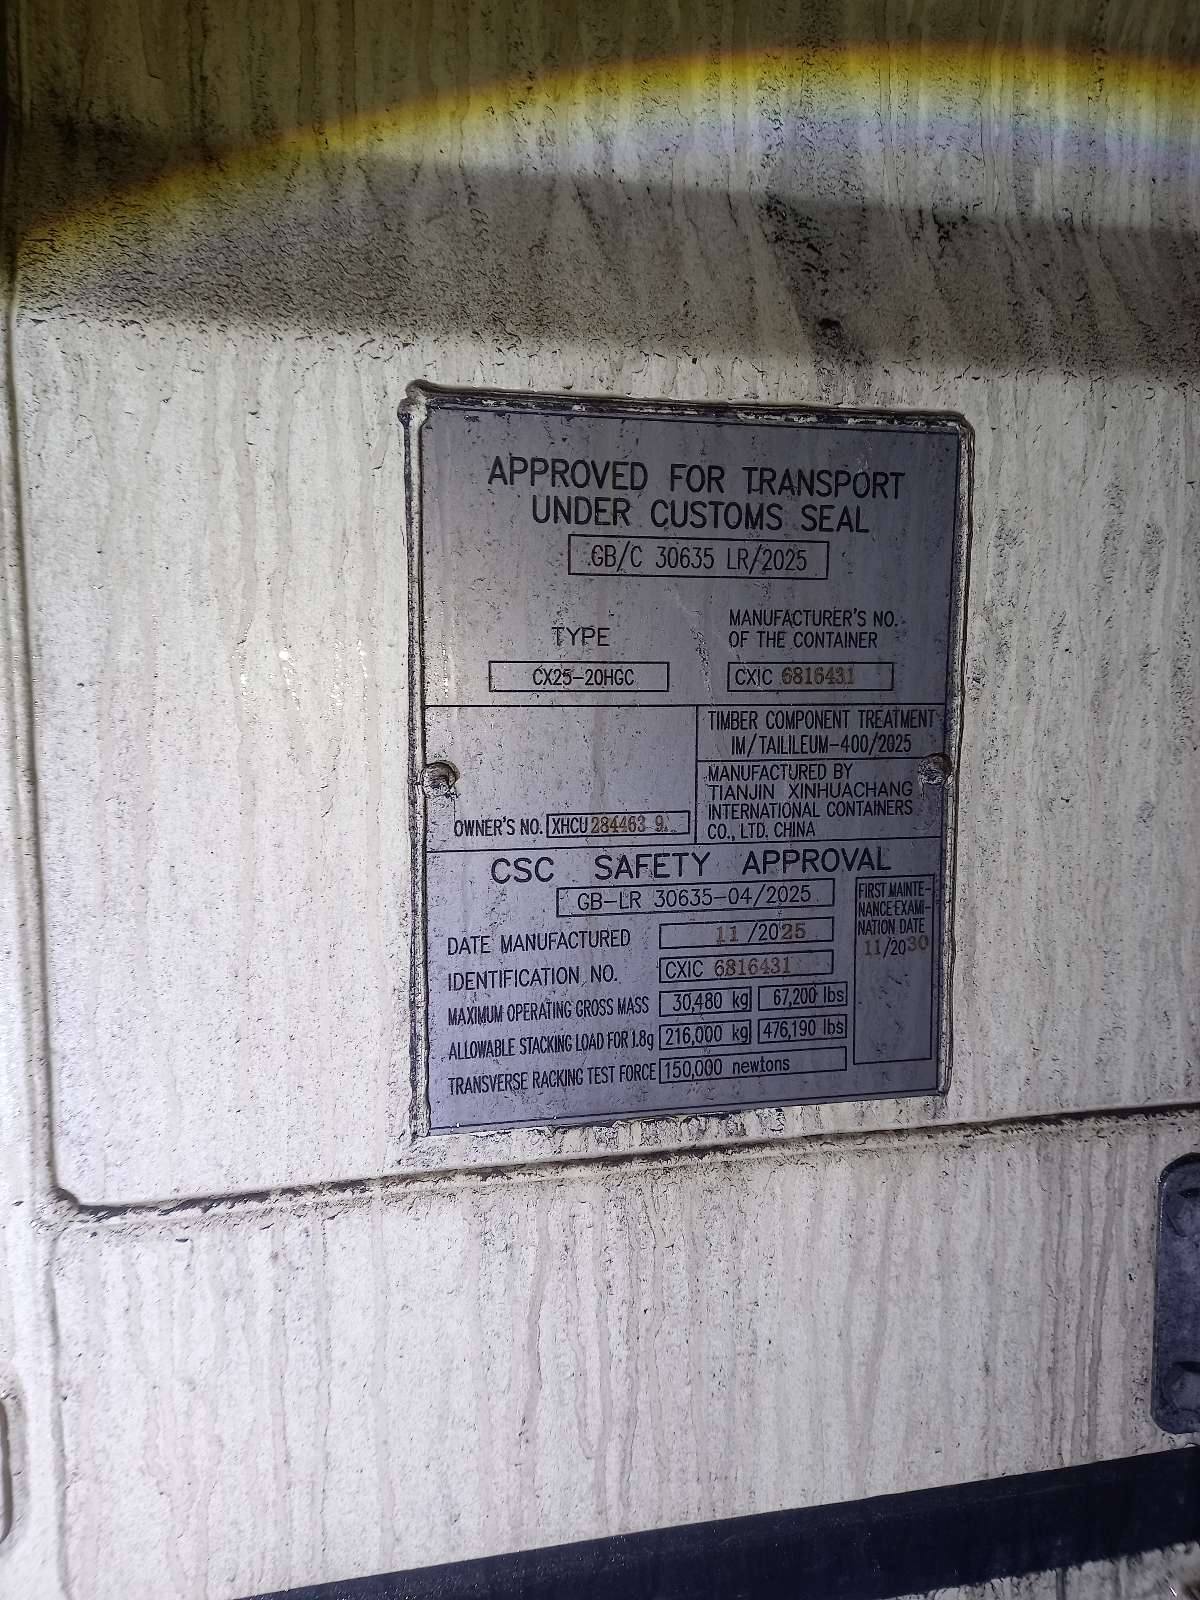 APPROVED FOR TRANSPORT
UNDER CUSTOMS SEAL
GB/C 30635 LR/2025
TYPE
CX25-20HGC
MANUFACTURER'S NO.
OF THE CONTAINER
CXIC 6816431
TIMBER COMPONENT TREATMENT
IM/TAILILEUM-400/2025
MANUFACTURED BY
TIANJIN XINHUACHANG
INTERNATIONAL CONTAINERS
CO., LTD. CHINA
OWNER'S NO. XHCU 284463 9
CSC SAFETY APPROVAL
GB-LR 30635-04/2025
DATE MANUFACTURED 11/2025
IDENTIFICATION NO. CXIC 6816431
MAXIMUM OPERATING GROSS MASS 30,480 kg 67,200 lbs
ALLOWABLE STACKING LOAD FOR 1.8g 216,000 kg 476,190 lbs
TRANSVERSE RACKING TEST FORCE 150,000 newtons
FIRST MAINTE-
NANCE EXAMI-
NATION DATE
11/2030